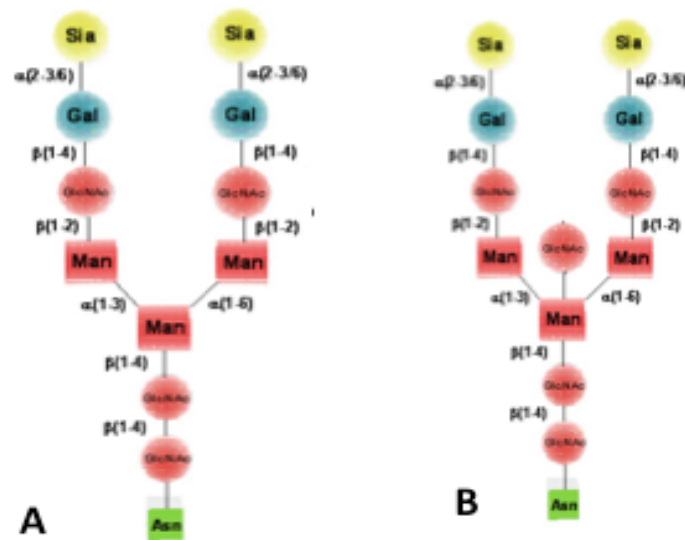 Sia Sia
α(2-3/6) α(2-3/6)
Gal Gal
β(1-4) β(1-4)
GlcNAc GlcNAc
β(1-2) β(1-2)
Man Man
α(1-3) α(1-6)
Man
β(1-4)
GlcNAc
β(1-4)
GlcNAc
Asn
A
Sia Sia
α(2-3/6) α(2-3/6)
Gal Gal
β(1-4) β(1-4)
GlcNAc GlcNAc
β(1-2) β(1-2)
GlcNAc
Man Man
α(1-3) α(1-6)
Man
β(1-4)
GlcNAc
β(1-4)
GlcNAc
Asn
B